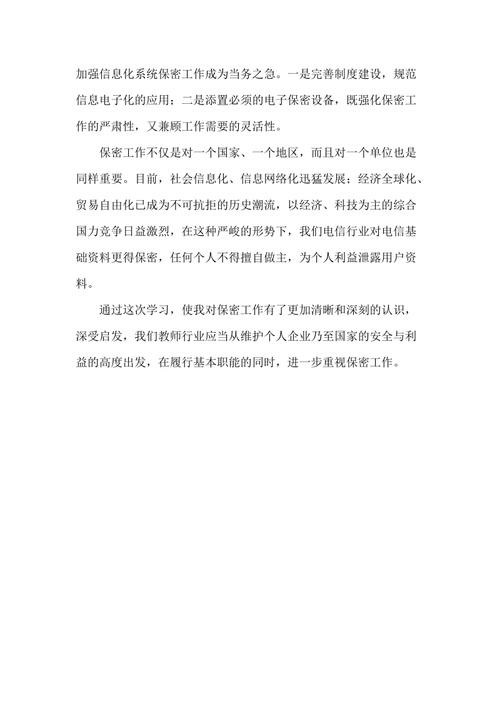 加强信息化系统保密工作成为当务之急。一是完善制度建设，规范
信息电子化的应用；二是添置必须的电子保密设备，既强化保密工
作的严肃性，又兼顾工作需要的灵活性。
保密工作不仅是对一个国家、一个地区，而且对一个单位也是
同样重要。目前，社会信息化、信息网络化迅猛发展；经济全球化、
贸易自由化已成为不可抗拒的历史潮流，以经济、科技为主的综合
国力竞争日益激烈，在这种严峻的形势下，我们电信行业对电信基
础资料更得保密，任何个人不得擅自做主，为个人利益泄露用户资
料。
通过这次学习，使我对保密工作有了更加清晰和深刻的认识，
深受启发，我们教师行业应当从维护个人企业乃至国家的安全与利
益的高度出发，在履行基本职能的同时，进一步重视保密工作。